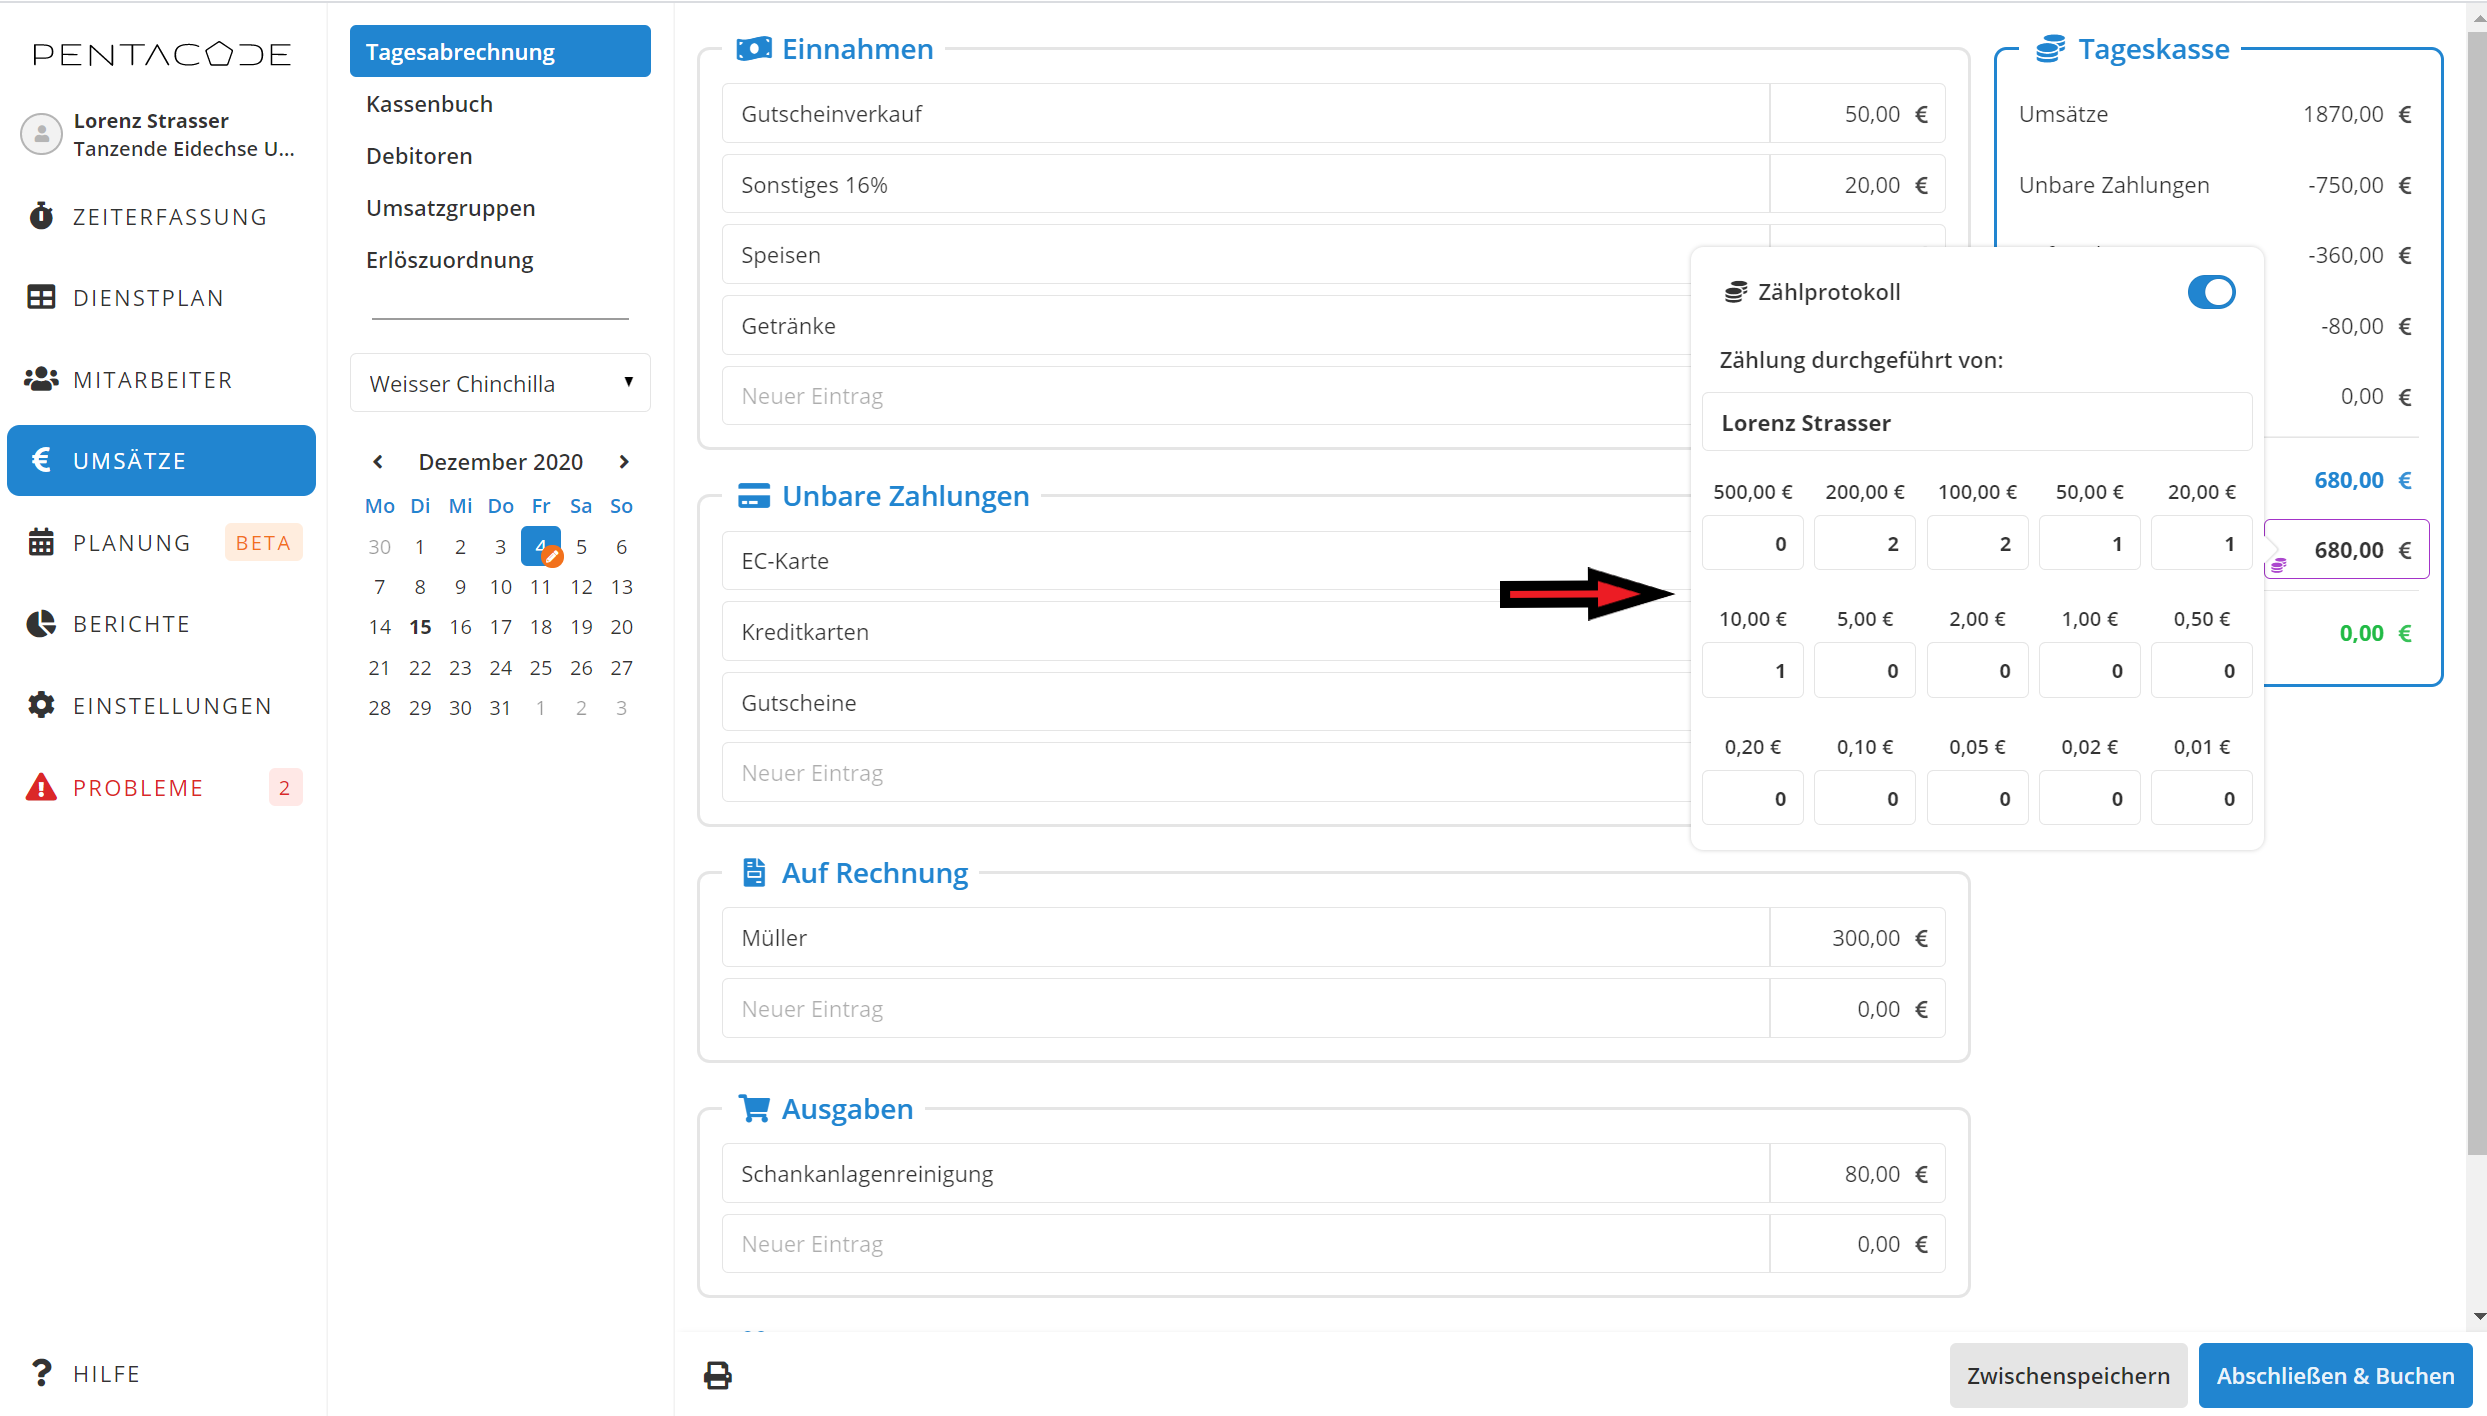 PENTACODE
Lorenz Strasser
Tanzende Eidechse U...
ZEITERFASSUNG
DIENSTPLAN
MITARBEITER
UMSÄTZE
PLANUNG BETA
BERICHTE
EINSTELLUNGEN
PROBLEME 2
HILFE
Tagesabrechnung
Kassenbuch
Debitoren
Umsatzgruppen
Erlöszuordnung
Weisser Chinchilla
Dezember 2020
Mo Di Mi Do Fr Sa So
30 1 2 3 4 5 6
7 8 9 10 11 12 13
14 15 16 17 18 19 20
21 22 23 24 25 26 27
28 29 30 31 1 2 3
Einnahmen
Gutscheinverkauf 50,00 €
Sonstiges 16% 20,00 €
Speisen
Getränke
Neuer Eintrag
Unbare Zahlungen
EC-Karte
Kreditkarten
Gutscheine
Neuer Eintrag
Auf Rechnung
Müller 300,00 €
Neuer Eintrag 0,00 €
Ausgaben
Schankanlagenreinigung 80,00 €
Neuer Eintrag 0,00 €
Tageskasse
Umsätze 1870,00 €
Unbare Zahlungen -750,00 €
-360,00 €
-80,00 €
0,00 €
680,00 €
680,00 €
0,00 €
Zählprotokoll
Zählung durchgeführt von:
Lorenz Strasser
500,00 € 200,00 € 100,00 € 50,00 € 20,00 €
0 2 2 1 1
10,00 € 5,00 € 2,00 € 1,00 € 0,50 €
1 0 0 0 0
0,20 € 0,10 € 0,05 € 0,02 € 0,01 €
0 0 0 0 0
Zwischenspeichern
Abschließen & Buchen